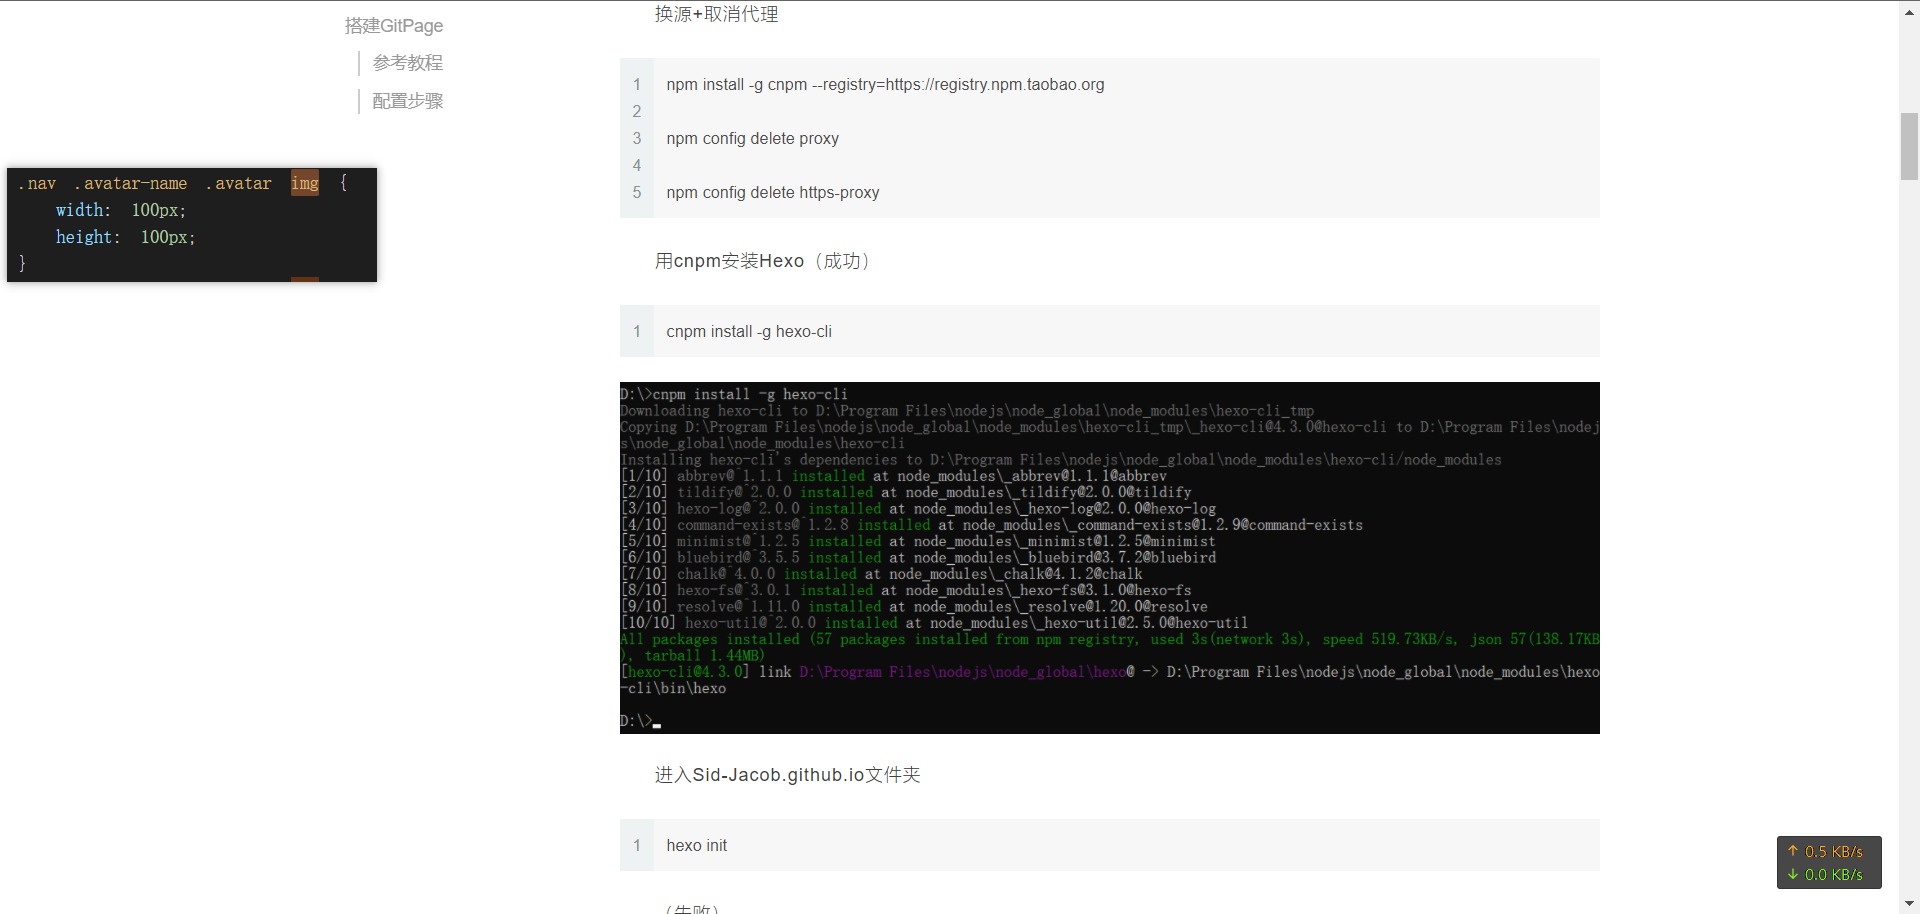 搭建GitPage
参考教程
配置步骤
.nav .avatar-name .avatar img {
width: 100px;
height: 100px;
}
换源+取消代理
1 npm install -g cnpm --registry=https://registry.npm.taobao.org
2
3 npm config delete proxy
4
5 npm config delete https-proxy
用cnpm安装Hexo（成功）
1 cnpm install -g hexo-cli
D:\>cnpm install -g hexo-cli
Downloading hexo-cli to D:\Program Files\nodejs\node_global\node_modules\hexo-cli_tmp
Copying D:\Program Files\nodejs\node_global\node_modules\hexo-cli_tmp\_hexo-cli@4.3.0@hexo-cli to D:\Program Files\nodej
s\node_global\node_modules\hexo-cli
Installing hexo-cli's dependencies to D:\Program Files\nodejs\node_global\node_modules\hexo-cli/node_modules
[1/10] abbrev@^1.1.1 installed at node_modules\_abbrev@1.1.1@abbrev
[2/10] tildify@^2.0.0 installed at node_modules\_tildify@2.0.0@tildify
[3/10] hexo-log@^2.0.0 installed at node_modules\_hexo-log@2.0.0@hexo-log
[4/10] command-exists@^1.2.8 installed at node_modules\_command-exists@1.2.9@command-exists
[5/10] minimist@^1.2.5 installed at node_modules\_minimist@1.2.5@minimist
[6/10] bluebird@^3.5.5 installed at node_modules\_bluebird@3.7.2@bluebird
[7/10] chalk@^4.0.0 installed at node_modules\_chalk@4.1.2@chalk
[8/10] hexo-fs@^3.0.1 installed at node_modules\_hexo-fs@3.1.0@hexo-fs
[9/10] resolve@^1.11.0 installed at node_modules\_resolve@1.20.0@resolve
[10/10] hexo-util@^2.0.0 installed at node_modules\_hexo-util@2.5.0@hexo-util
All packages installed (57 packages installed from npm registry, used 3s(network 3s), speed 519.73KB/s, json 57(138.17KB
), tarball 1.44MB)
[hexo-cli@4.3.0] link D:\Program Files\nodejs\node_global\hexo@ -> D:\Program Files\nodejs\node_global\node_modules\hexo
-cli\bin\hexo
D:\>
进入Sid-Jacob.github.io文件夹
1 hexo init
（失败）
↑ 0.5 KB/s
↓ 0.0 KB/s